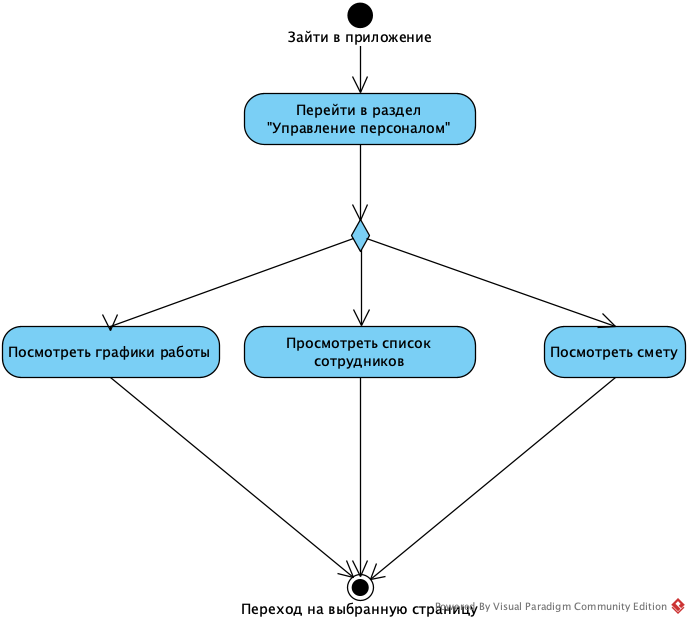 Зайти в приложение
Перейти в раздел
"Управление персоналом"
Посмотреть графики работы
Просмотреть список
сотрудников
Посмотреть смету
Переход на выбранную страницу
Powered By Visual Paradigm Community Edition